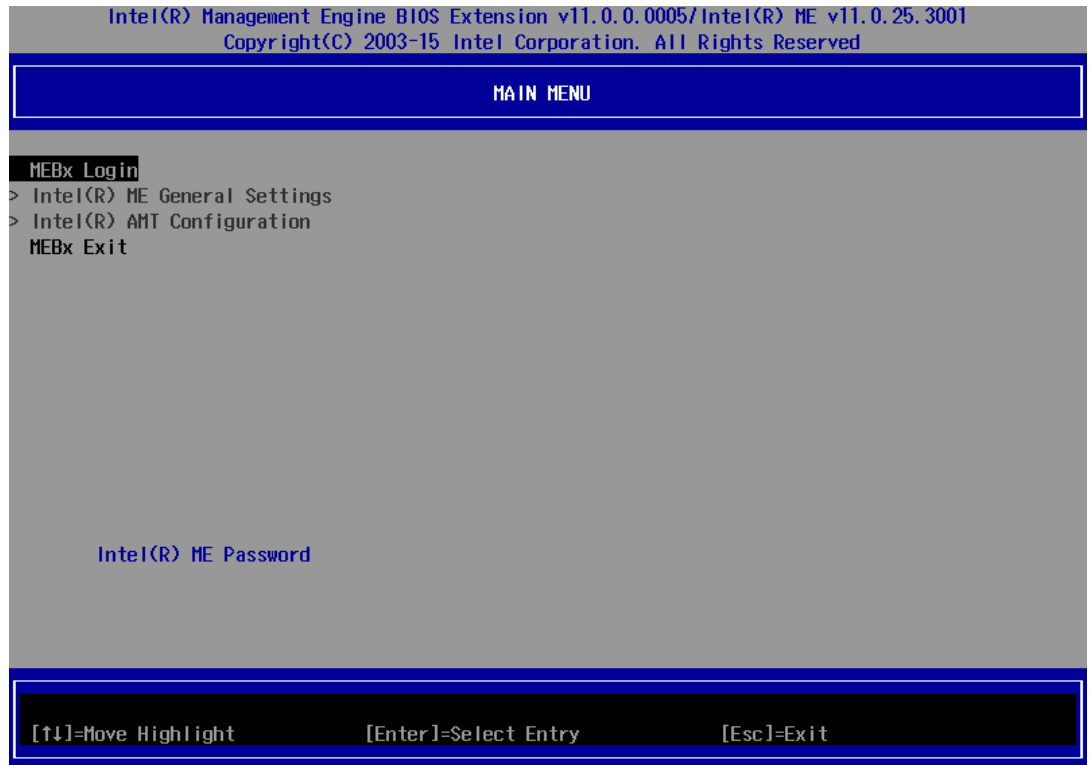 Intel(R) Management Engine BIOS Extension v11.0.0.0005/Intel(R) ME v11.0.25.3001
Copyright(C) 2003-15 Intel Corporation. All Rights Reserved
MAIN MENU
MEBx Login
> Intel(R) ME General Settings
> Intel(R) AMT Configuration
MEBx Exit
Intel(R) ME Password
[↑↓]=Move Highlight [Enter]=Select Entry [Esc]=Exit